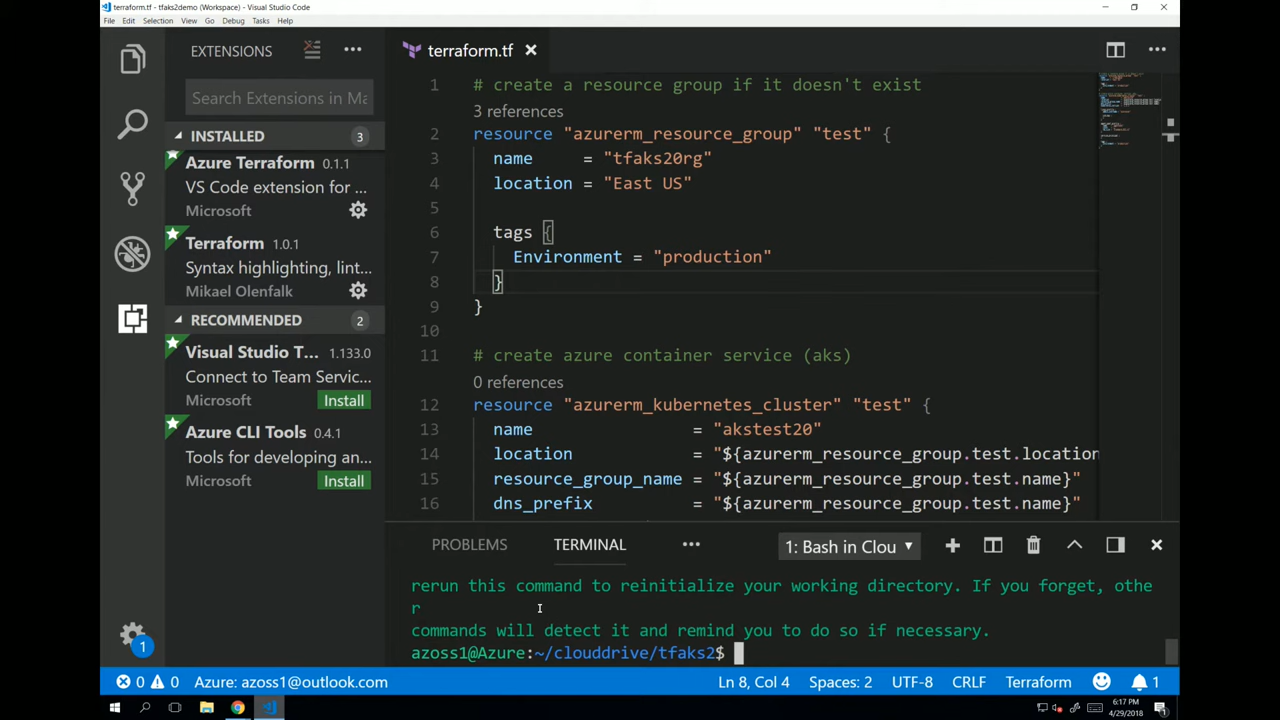 terraform.tf - tfaks2demo (Workspace) - Visual Studio Code
File Edit Selection View Go Debug Tasks Help
EXTENSIONS
Search Extensions in Ma
INSTALLED 3
Azure Terraform 0.1.1
VS Code extension for ...
Microsoft
Terraform 1.0.1
Syntax highlighting, lint...
Mikael Olenfalk
RECOMMENDED 2
Visual Studio T... 1.133.0
Connect to Team Servic...
Microsoft Install
Azure CLI Tools 0.4.1
Tools for developing an...
Microsoft Install
1
terraform.tf
1 # create a resource group if it doesn't exist
3 references
2 resource "azurerm_resource_group" "test" {
3 name = "tfaks20rg"
4 location = "East US"
5
6 tags {
7 Environment = "production"
8 }
9 }
10
11 # create azure container service (aks)
0 references
12 resource "azurerm_kubernetes_cluster" "test" {
13 name = "akstest20"
14 location = "${azurerm_resource_group.test.location
15 resource_group_name = "${azurerm_resource_group.test.name}"
16 dns_prefix = "${azurerm_resource_group.test.name}"
PROBLEMS TERMINAL ... 1: Bash in Clou
rerun this command to reinitialize your working directory. If you forget, othe
r
commands will detect it and remind you to do so if necessary.
azoss1@Azure:~/clouddrive/tfaks2$
0 0 Azure: azoss1@outlook.com Ln 8, Col 4 Spaces: 2 UTF-8 CRLF Terraform 1
6:17 PM
4/29/2018
1